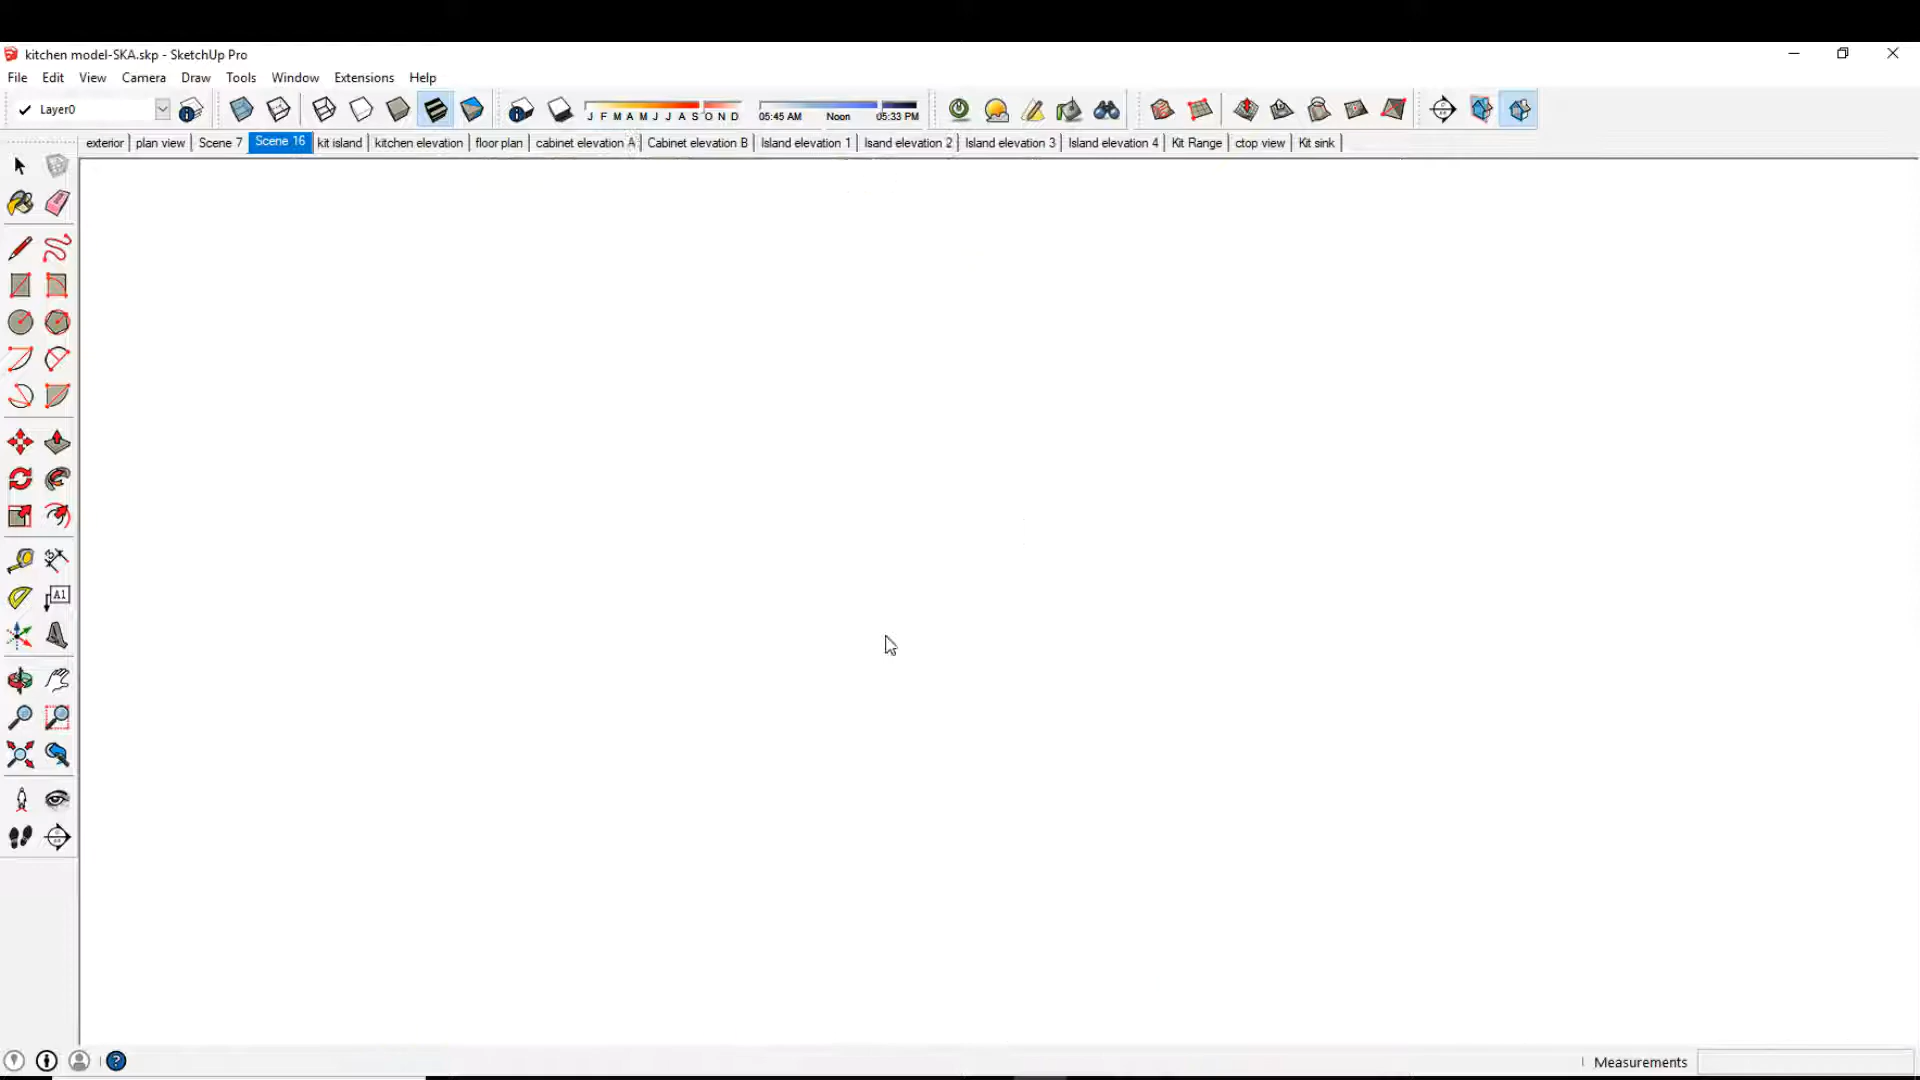 kitchen model-SKA.skp - SketchUp Pro
File Edit View Camera Draw Tools Window Extensions Help
Layer0
J F M A M J J A S O N D
05:45 AM Noon 05:33 PM
exterior plan view Scene 7 Scene 16 kit island kitchen elevation floor plan cabinet elevation A Cabinet elevation B Island elevation 1 Isand elevation 2 Island elevation 3 Island elevation 4 Kit Range ctop view Kit sink
A1
Measurements